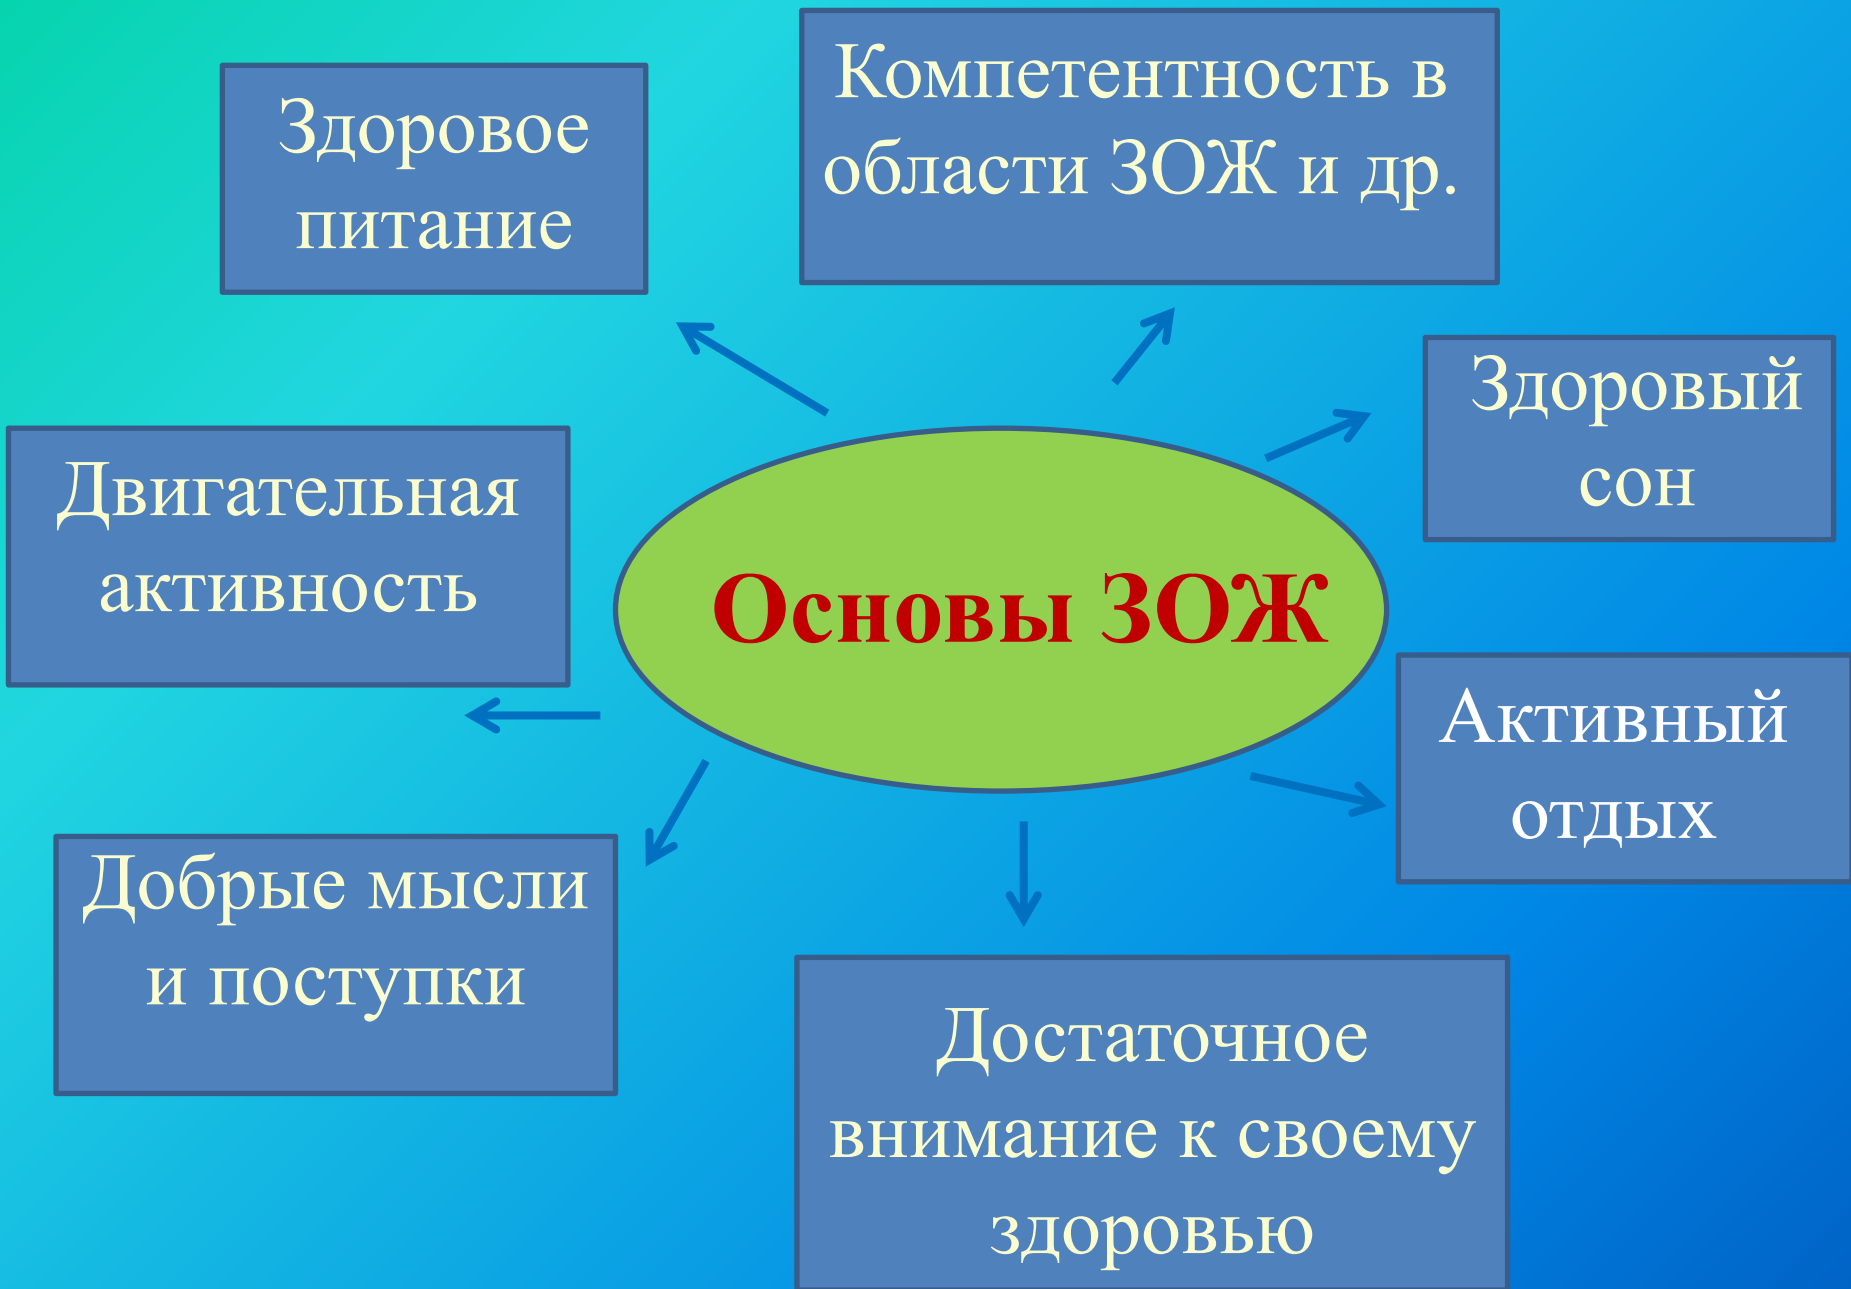 Компетентность в
области ЗОЖ и др.
Здоровое
питание
Здоровый
сон
Двигательная
активность
Основы ЗОЖ
Активный
отдых
Добрые мысли
и поступки
Достаточное
внимание к своему
здоровью